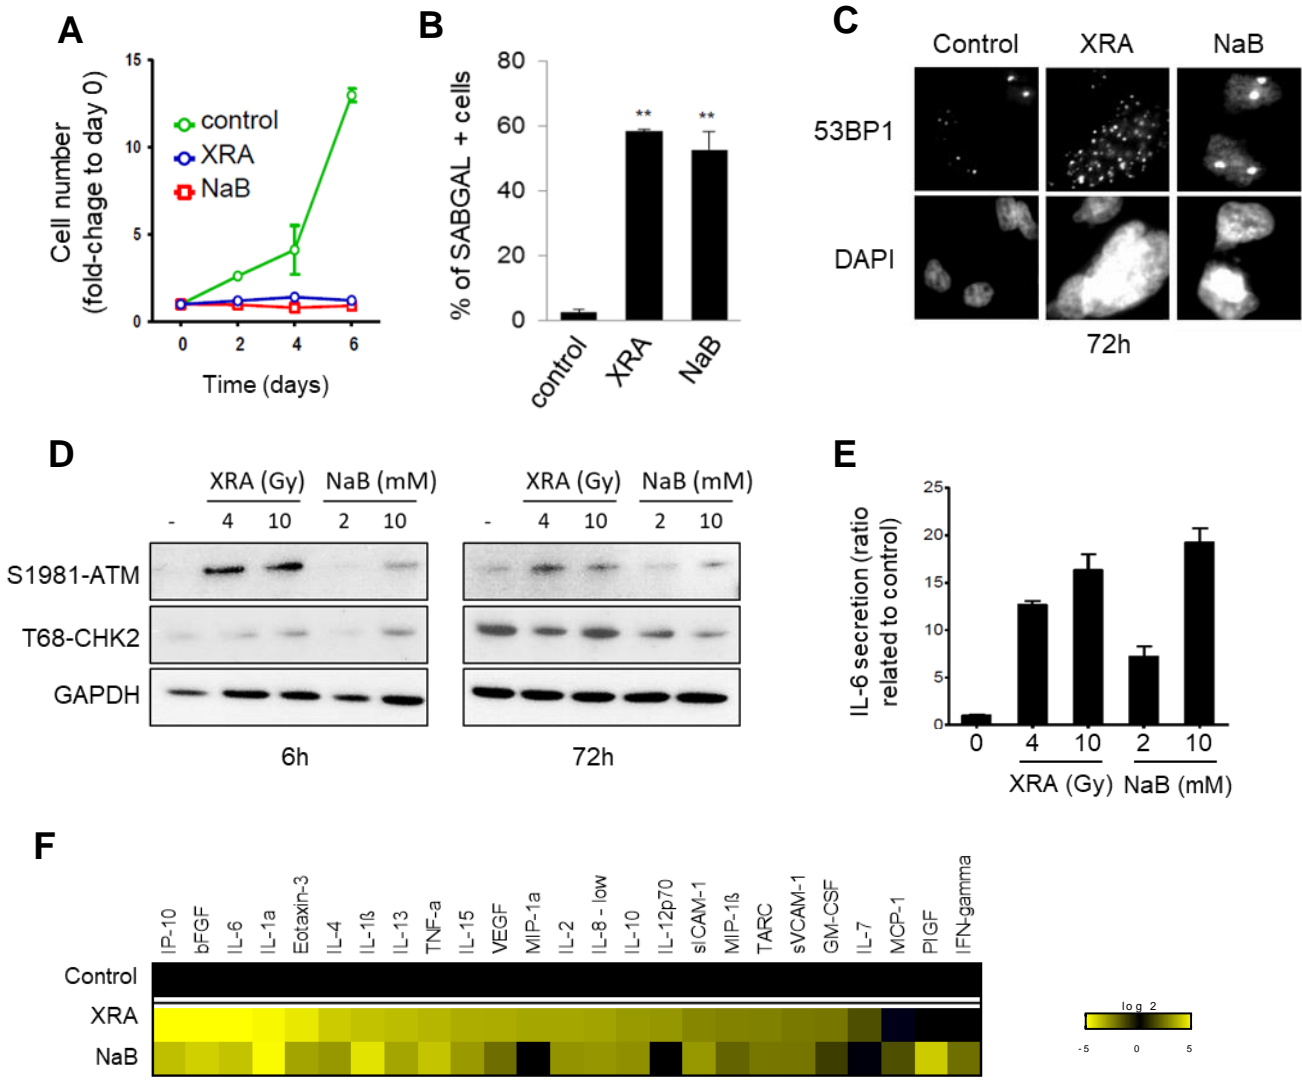 A
Cell number
(fold-chage to day 0)
15
10
5
0
control
XRA
NaB
0 2 4 6
Time (days)
B
% of SABGAL + cells
80
60
40
20
0
** **
control XRA NaB
C
Control XRA NaB
53BP1
DAPI
72h
D
XRA (Gy) NaB (mM) XRA (Gy) NaB (mM)
- 4 10 2 10 - 4 10 2 10
S1981-ATM
T68-CHK2
GAPDH
6h 72h
E
IL-6 secretion (ratio
related to control)
25
20
15
10
5
0
0 4 10 2 10
XRA (Gy) NaB (mM)
F
IP-10 bFGF IL-6 IL-1a Eotaxin-3 IL-4 IL-1ß IL-13 TNF-a IL-15 VEGF MIP-1a IL-2 IL-8 - low IL-10 IL-12p70 sICAM-1 MIP-1ß TARC sVCAM-1 GM-CSF IL-7 MCP-1 PlGF IFN-gamma
Control
XRA
NaB
log 2
-5 0 5